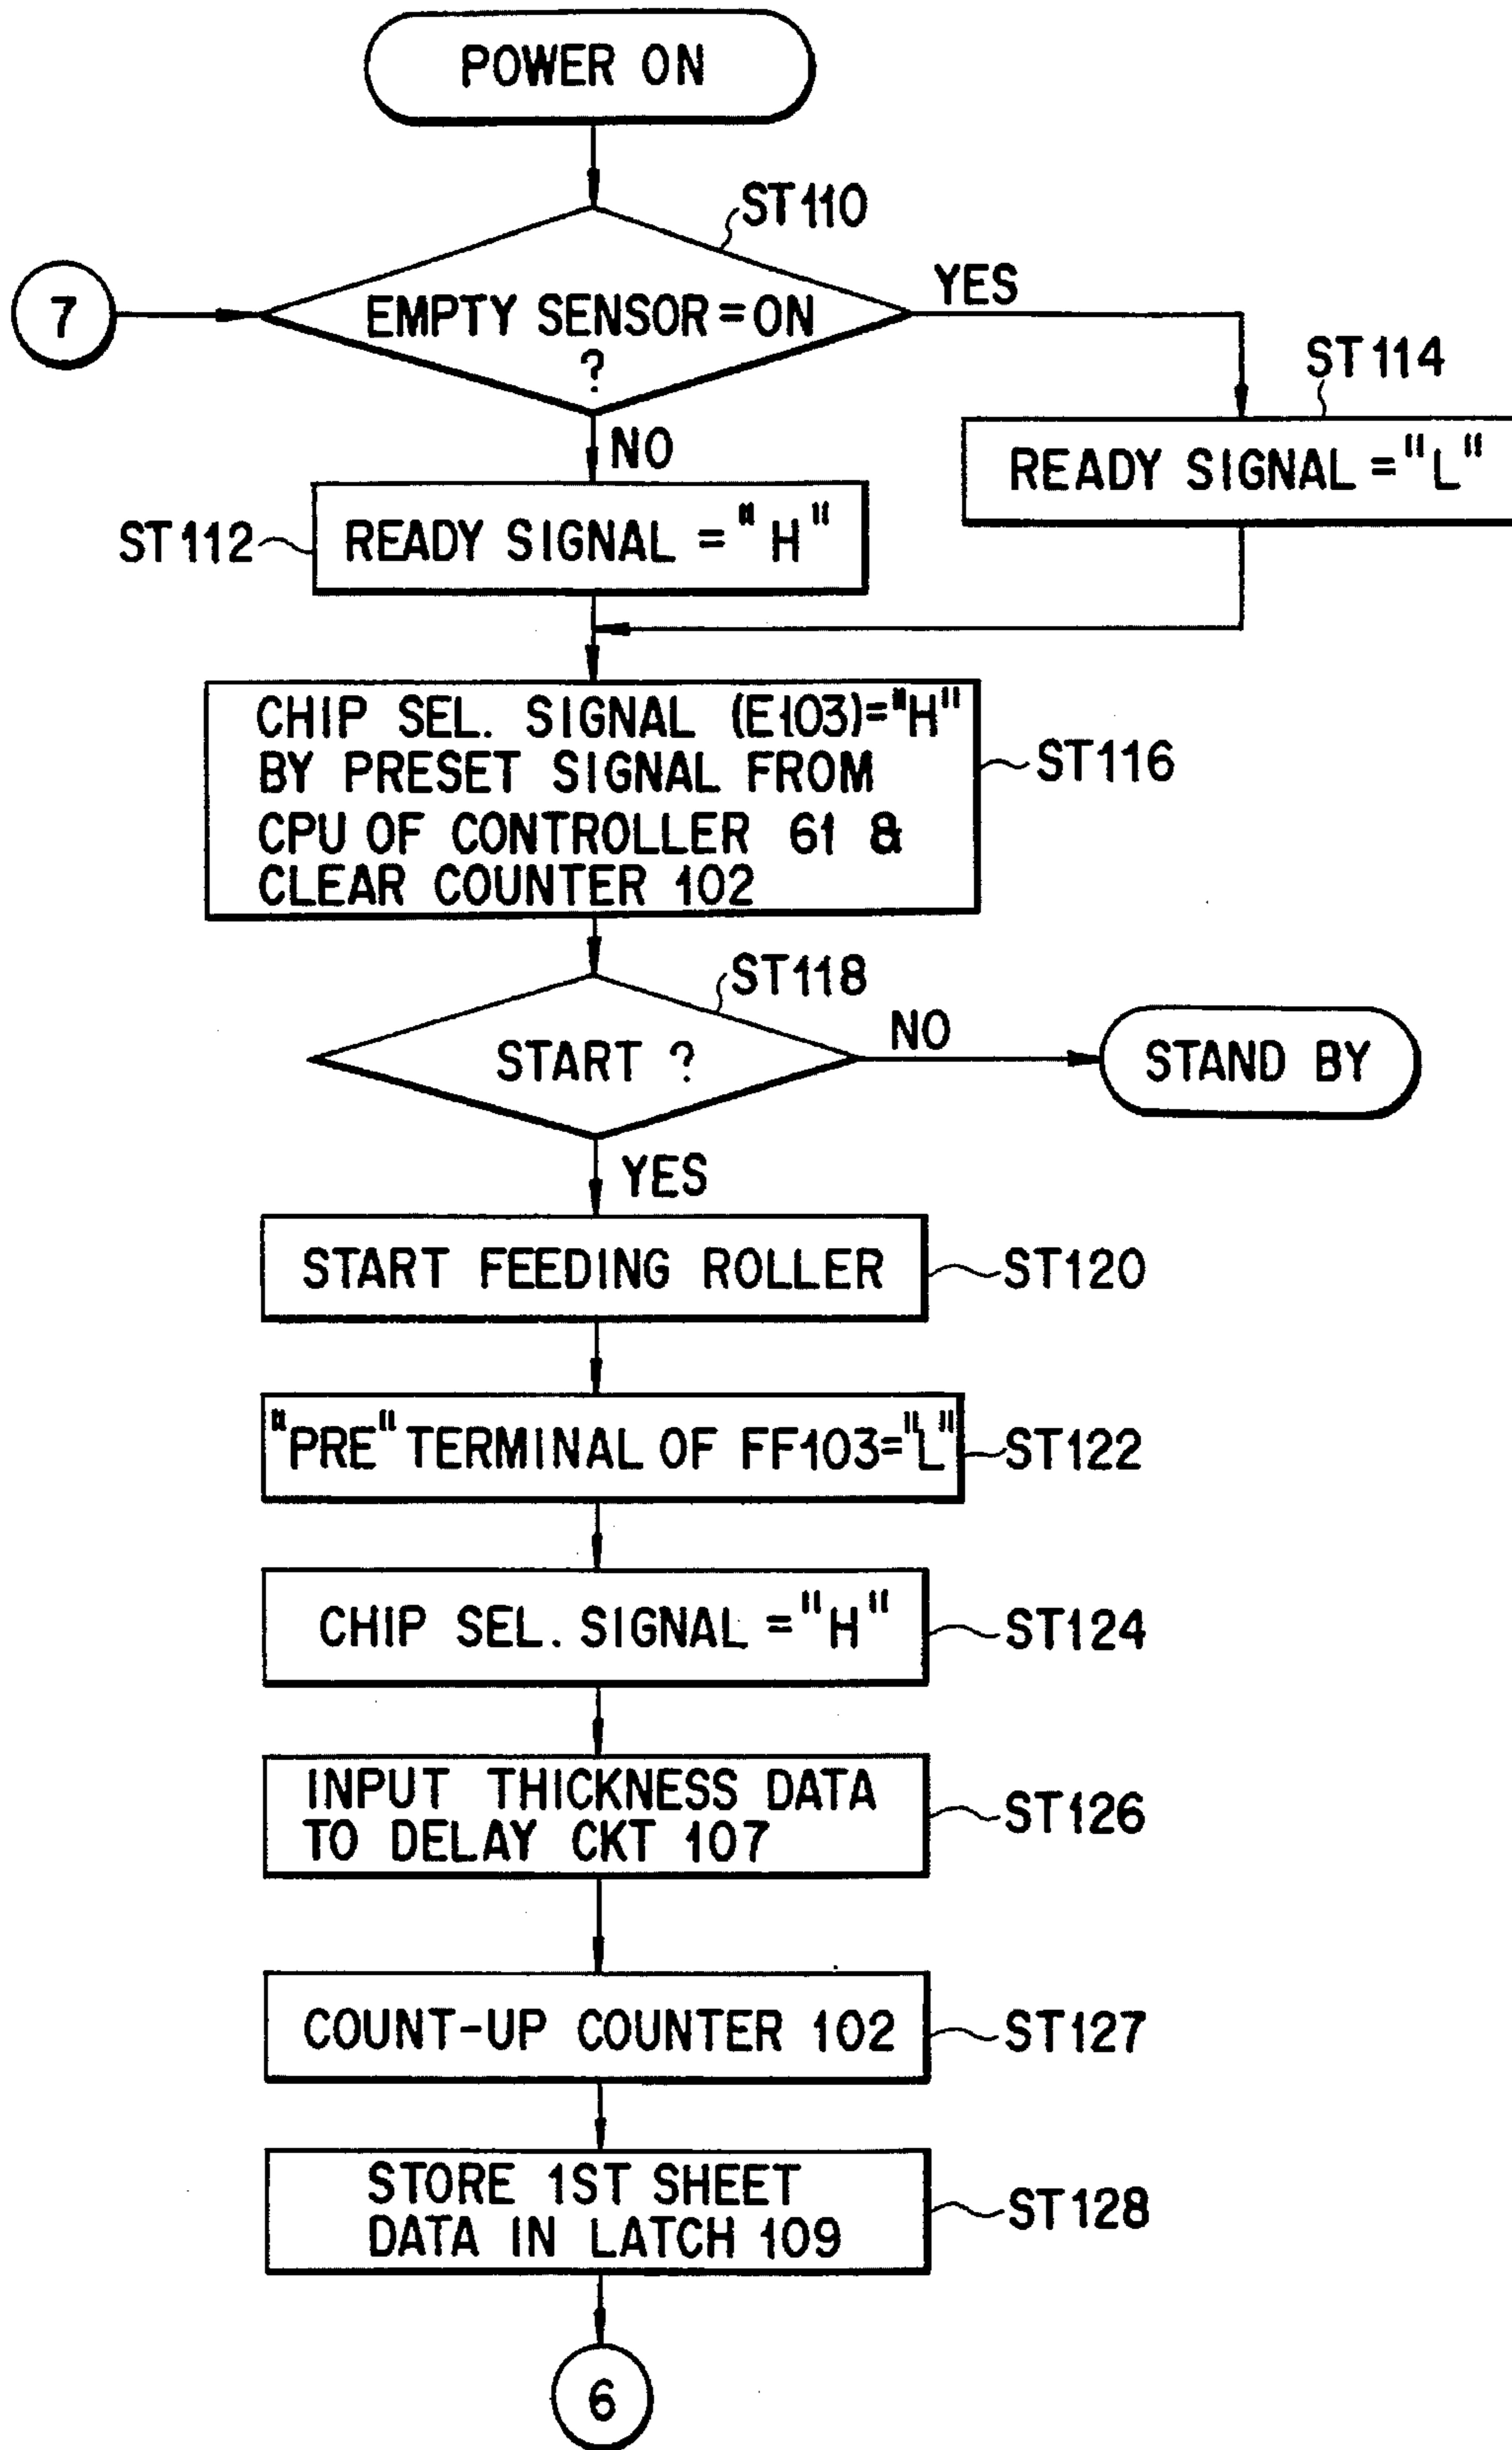 POWER ON
ST110
7
EMPTY SENSOR=ON
?
YES
ST114
READY SIGNAL="L"
NO
ST112
READY SIGNAL="H"
CHIP SEL. SIGNAL (E103)="H"
BY PRESET SIGNAL FROM
CPU OF CONTROLLER 61 &
CLEAR COUNTER 102
ST116
ST118
START ?
NO
STAND BY
YES
START FEEDING ROLLER
ST120
"PRE" TERMINAL OF FF103="L"
ST122
CHIP SEL. SIGNAL="H"
ST124
INPUT THICKNESS DATA
TO DELAY CKT 107
ST126
COUNT-UP COUNTER 102
ST127
STORE 1ST SHEET
DATA IN LATCH 109
ST128
6